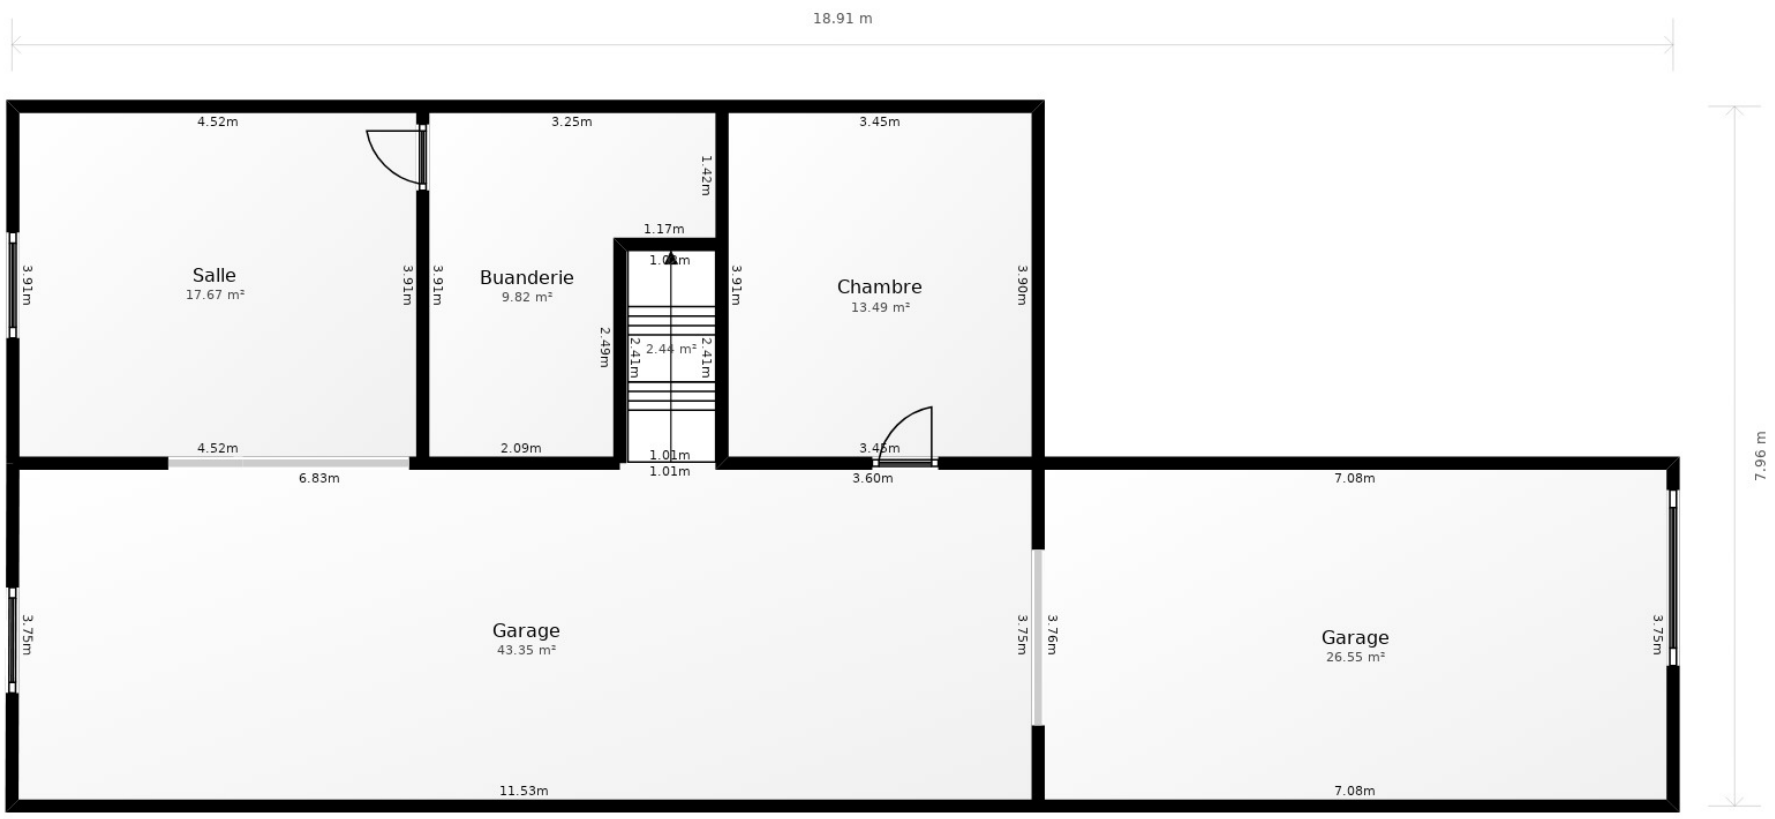 18.91 m
4.52m
3.25m
3.45m
1.42m
1.17m
3.91m
Salle
17.67 m²
3.91m
3.91m
Buanderie
9.82 m²
3.91m
Chambre
13.49 m²
3.90m
2.49m
2.41m
2.44 m²
2.41m
4.52m
2.09m
1.01m
3.45m
7.96 m
6.83m
1.01m
3.60m
7.08m
3.75m
Garage
43.35 m²
3.75m
3.76m
Garage
26.55 m²
3.75m
11.53m
7.08m